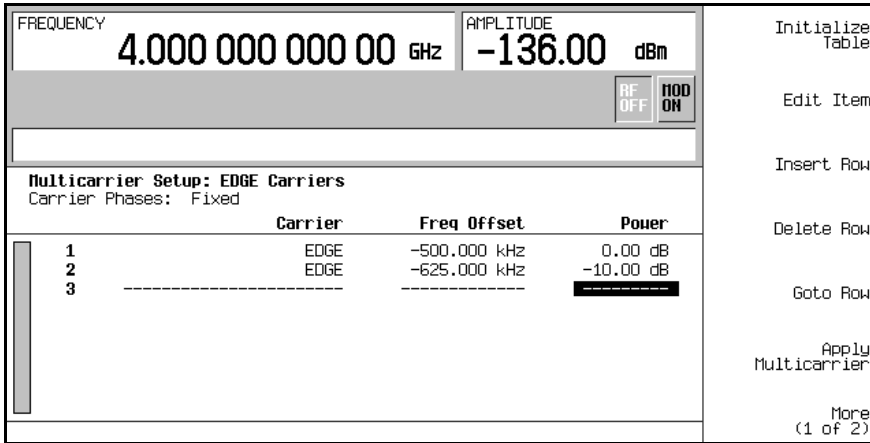 FREQUENCY
4.000 000 000 00 GHz
AMPLITUDE
-136.00 dBm
RF OFF
MOD ON
Multicarrier Setup: EDGE Carriers
Carrier Phases: Fixed
Carrier Freq Offset Power
1 EDGE -500.000 kHz 0.00 dB
2 EDGE -625.000 kHz -10.00 dB
3 ----------------------- ------------- ---------
Initialize
Table
Edit Item
Insert Row
Delete Row
Goto Row
Apply
Multicarrier
More
(1 of 2)